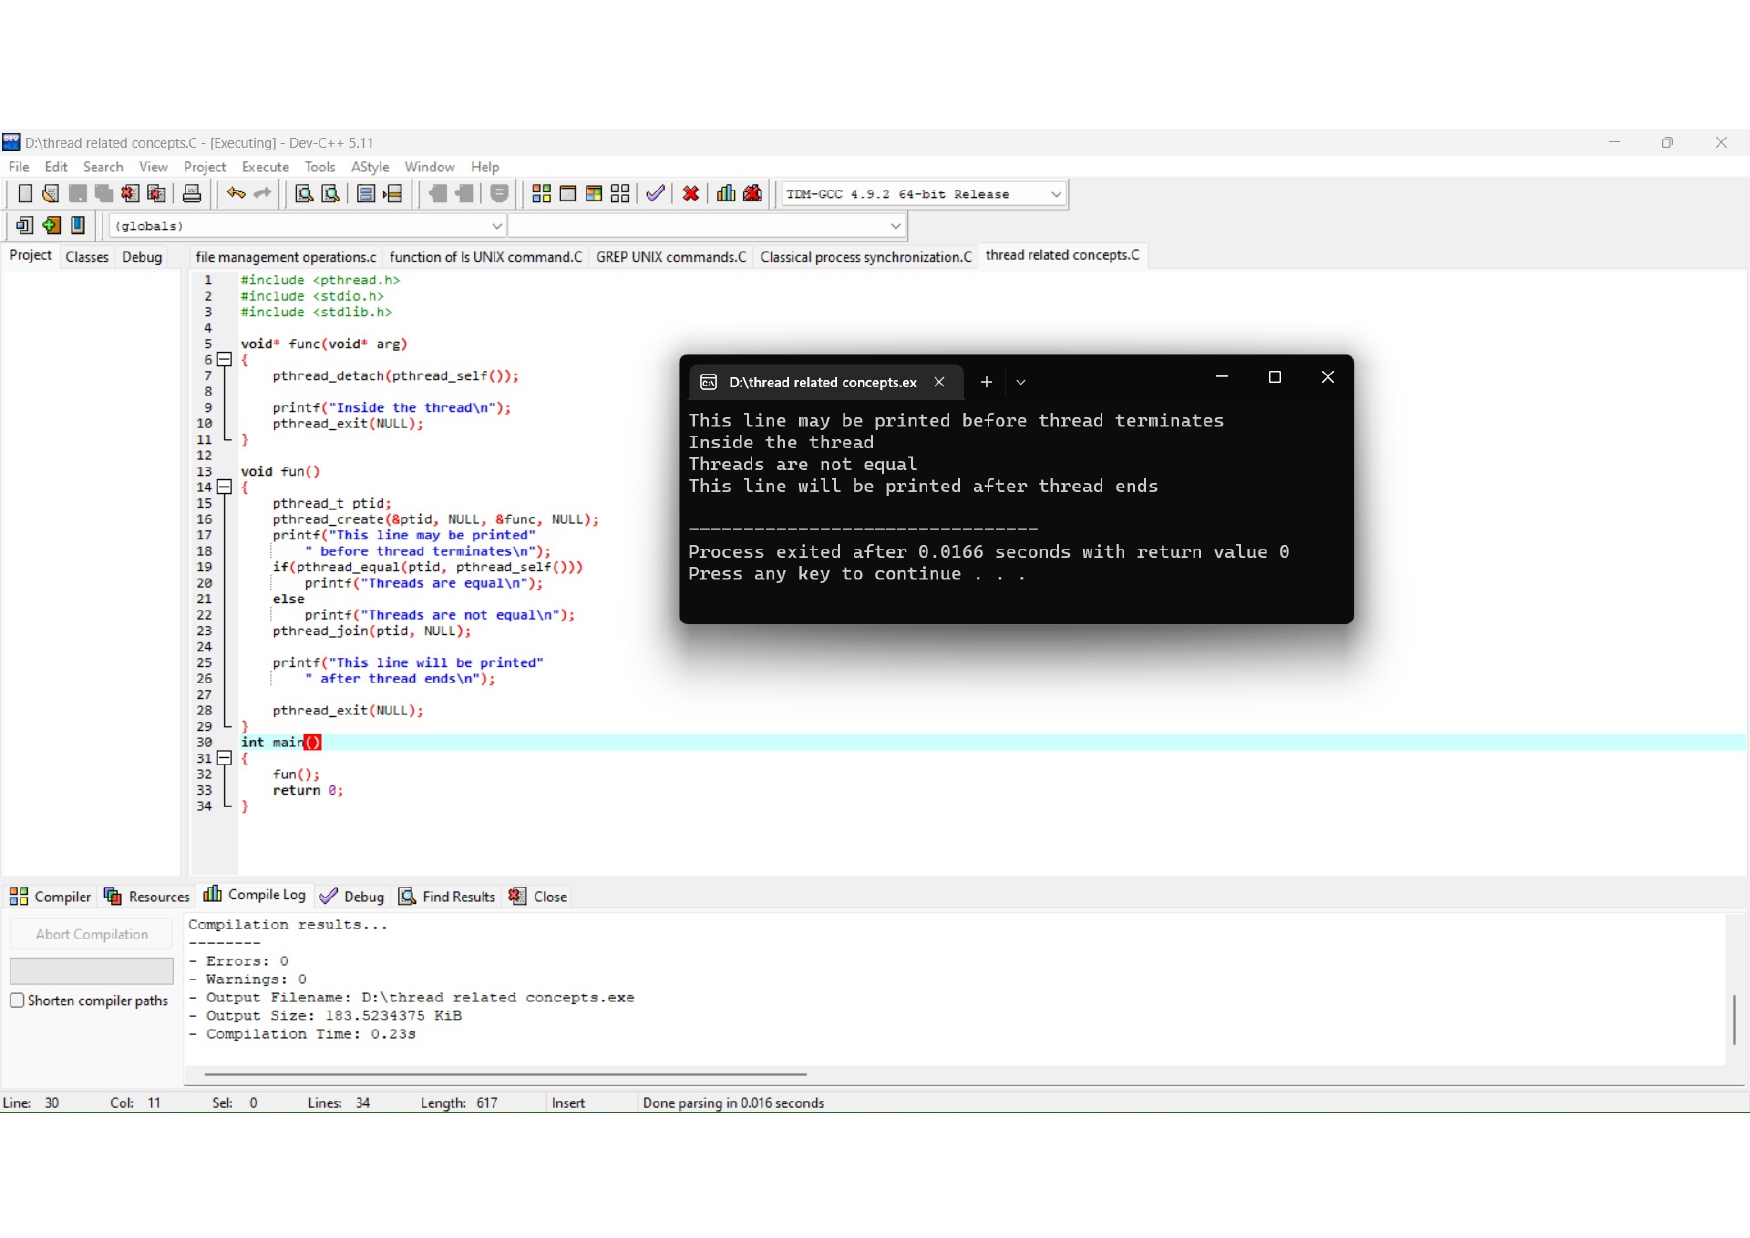 D:\thread related concepts.C - [Executing] - Dev-C++ 5.11
File Edit Search View Project Execute Tools AStyle Window Help
TDM-GCC 4.9.2 64-bit Release
(globals)
Project Classes Debug
file management operations.c function of ls UNIX command.C GREP UNIX commands.C Classical process synchronization.C thread related concepts.C
1 #include <pthread.h>
2 #include <stdio.h>
3 #include <stdlib.h>
4
5 void* func(void* arg)
6 {
7 pthread_detach(pthread_self());
8
9 printf("Inside the thread\n");
10 pthread_exit(NULL);
11 }
12
13 void fun()
14 {
15 pthread_t ptid;
16 pthread_create(&ptid, NULL, &func, NULL);
17 printf("This line may be printed"
18 " before thread terminates\n");
19 if(pthread_equal(ptid, pthread_self()))
20 printf("Threads are equal\n");
21 else
22 printf("Threads are not equal\n");
23 pthread_join(ptid, NULL);
24
25 printf("This line will be printed"
26 " after thread ends\n");
27
28 pthread_exit(NULL);
29 }
30 int main()
31 {
32 fun();
33 return 0;
34 }
D:\thread related concepts.ex
This line may be printed before thread terminates
Inside the thread
Threads are not equal
This line will be printed after thread ends
--------------------------------
Process exited after 0.0166 seconds with return value 0
Press any key to continue . . .
Compiler Resources Compile Log Debug Find Results Close
Abort Compilation
Shorten compiler paths
Compilation results...
--------
- Errors: 0
- Warnings: 0
- Output Filename: D:\thread related concepts.exe
- Output Size: 183.5234375 KiB
- Compilation Time: 0.23s
Line: 30 Col: 11 Sel: 0 Lines: 34 Length: 617 Insert Done parsing in 0.016 seconds